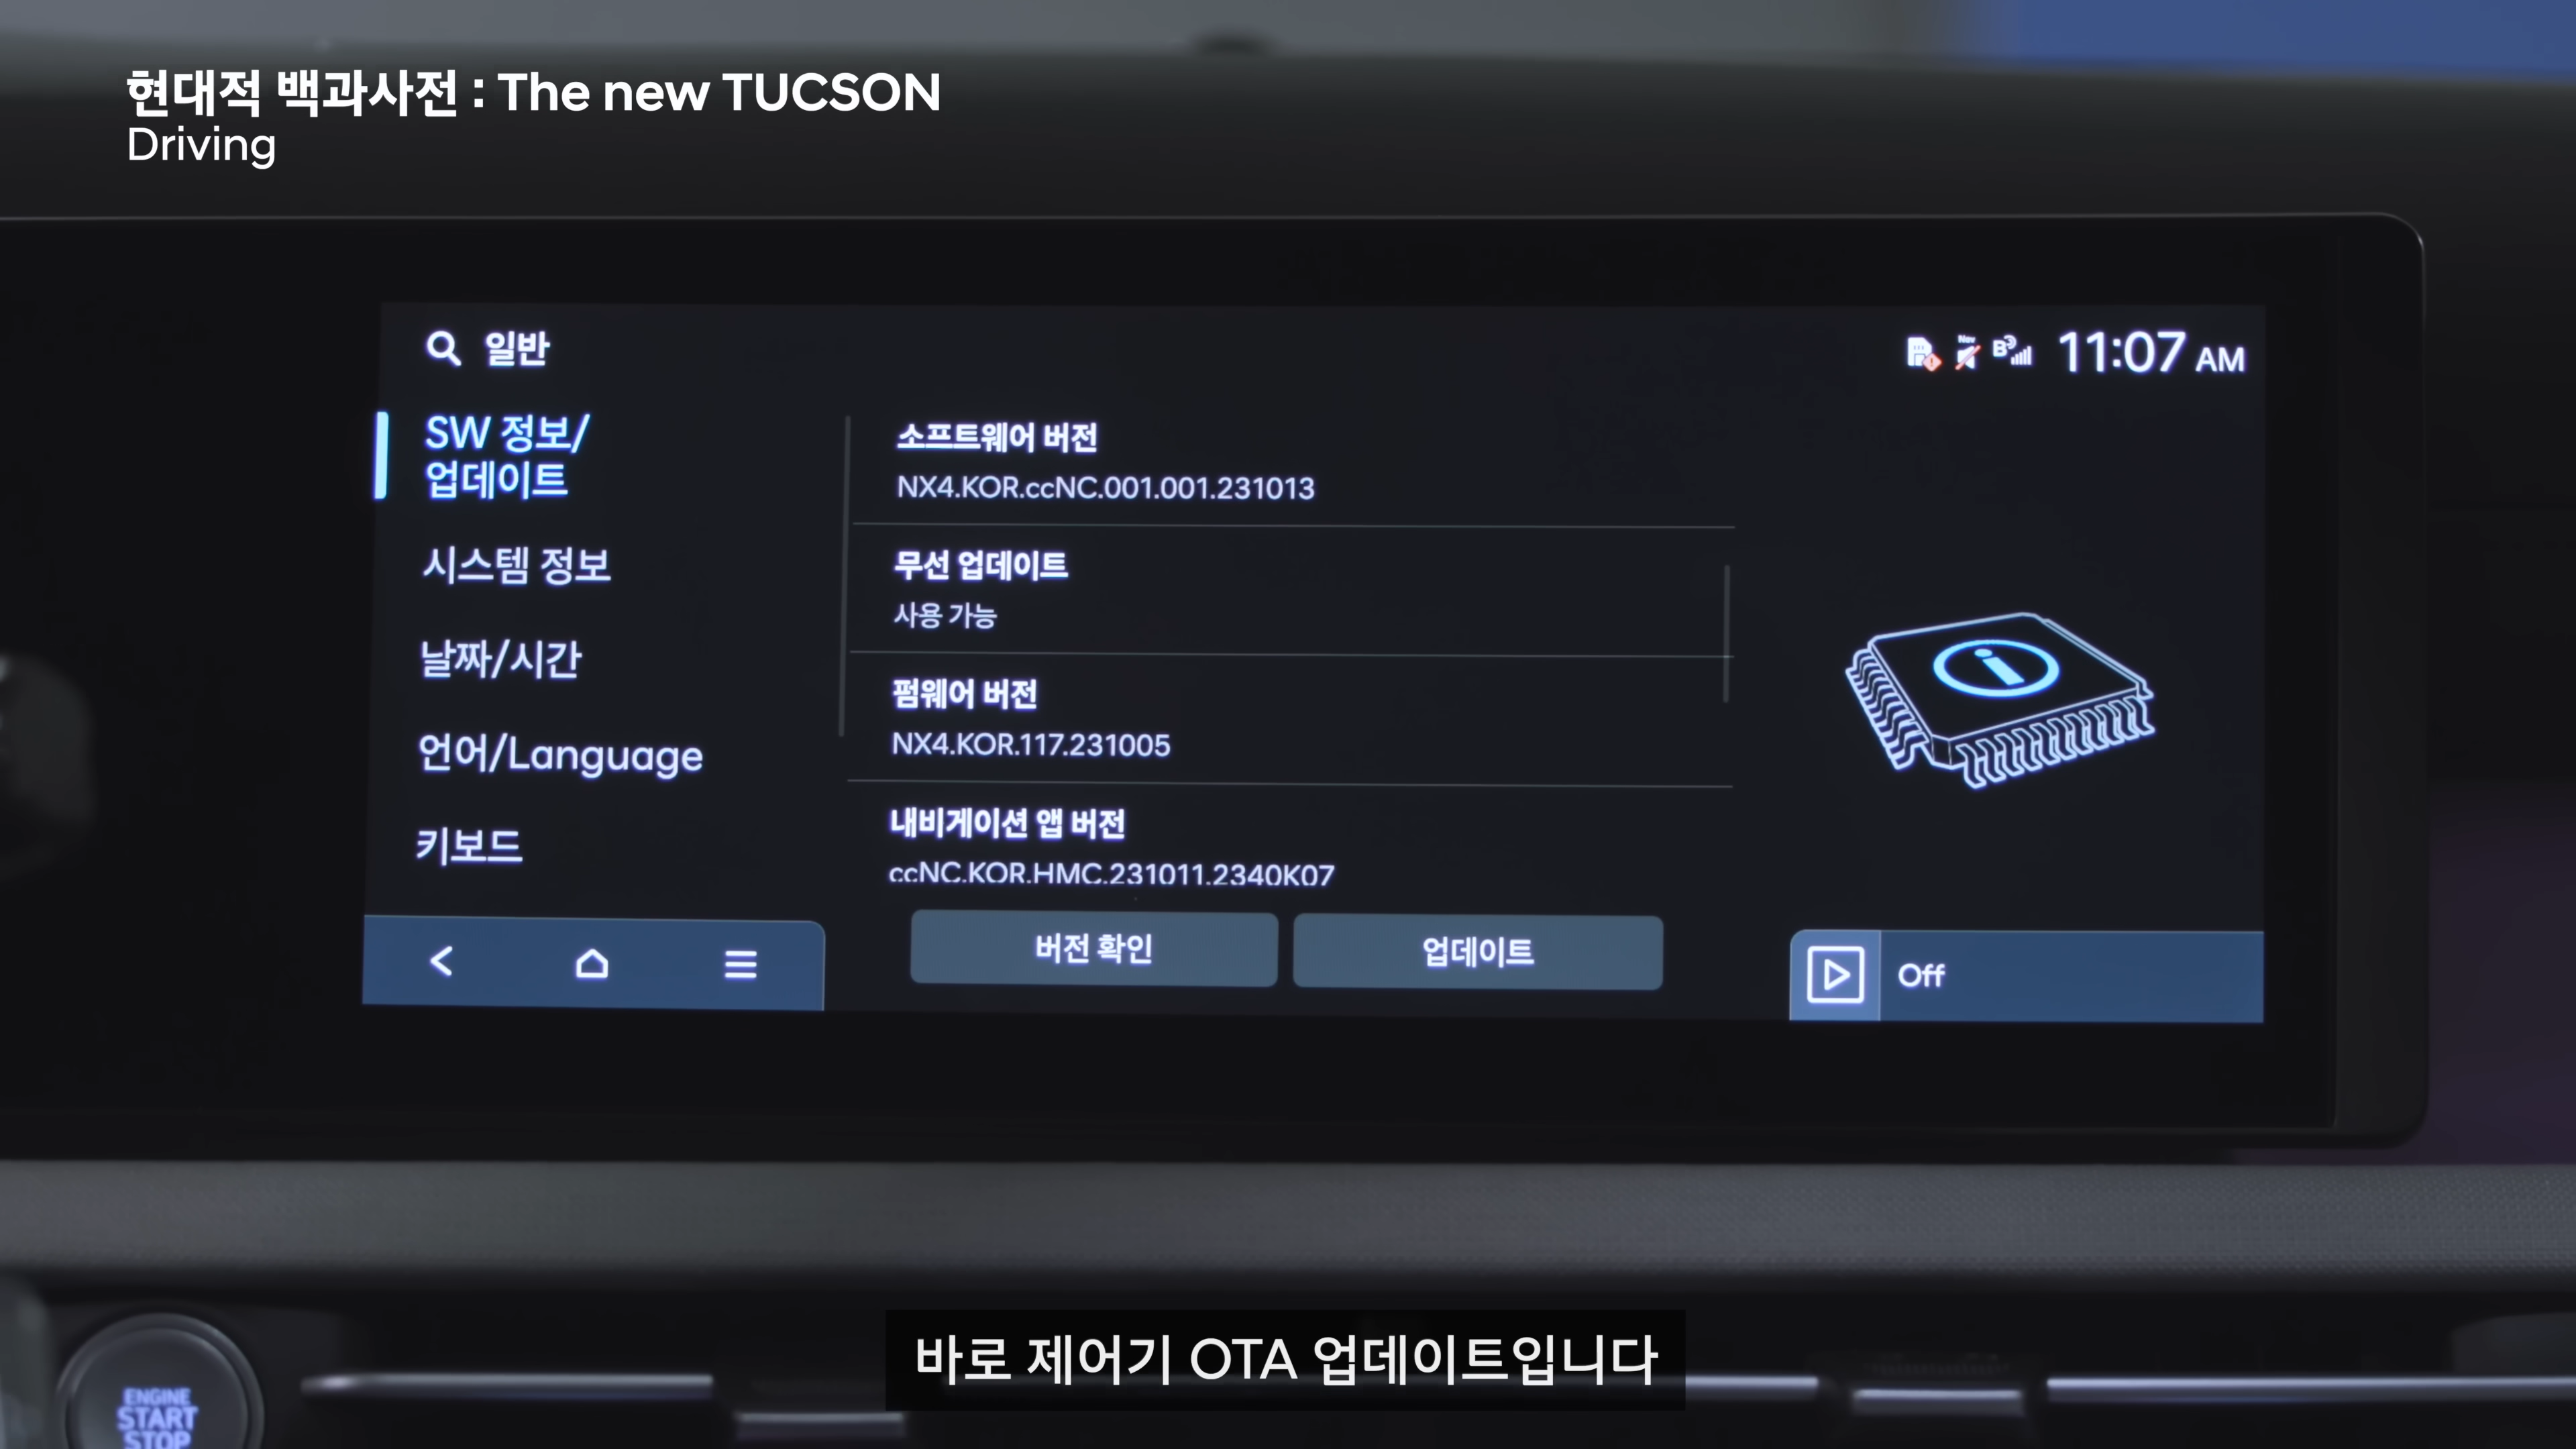 현대적 백과사전 : The new TUCSON
Driving
일반
11:07 AM
SW 정보/
업데이트
시스템 정보
날짜/시간
언어/Language
키보드
소프트웨어 버전
NX4.KOR.ccNC.001.001.231013
무선 업데이트
사용 가능
펌웨어 버전
NX4.KOR.117.231005
내비게이션 앱 버전
ccNC.KOR.HMC.231011.2340K07
버전 확인
업데이트
Off
바로 제어기 OTA 업데이트입니다
ENGINE
START
STOP